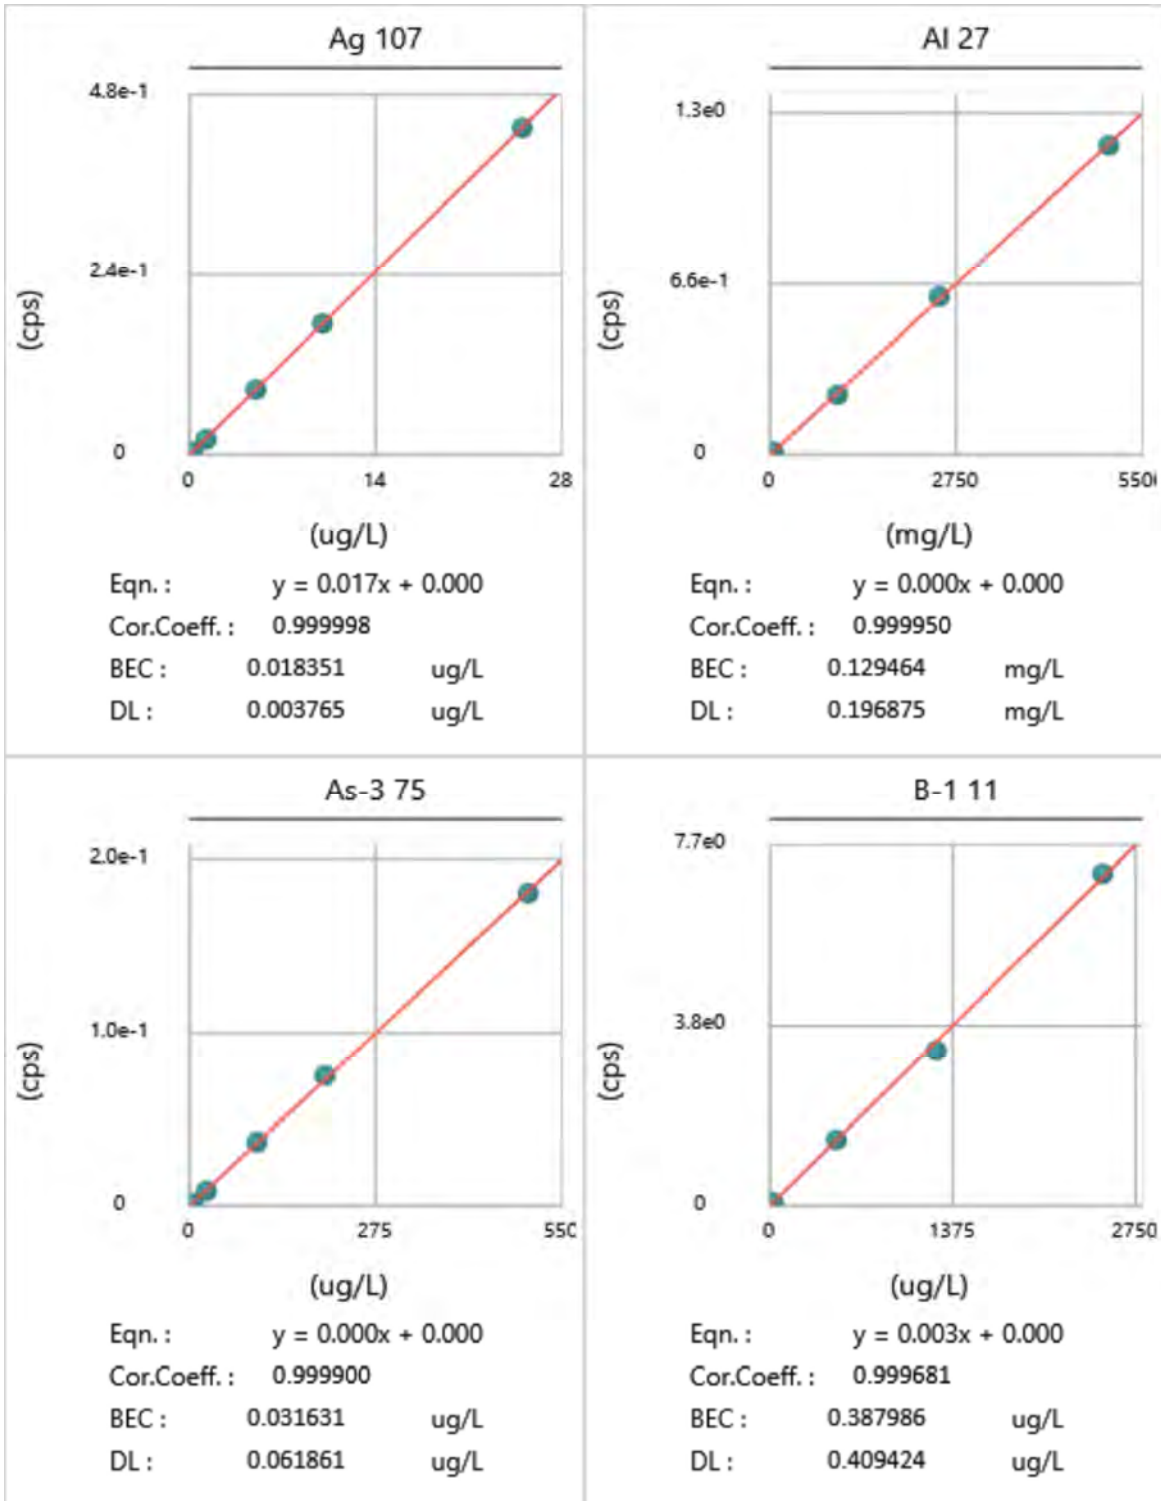 Ag 107
4.8e-1
2.4e-1
(cps)
0
0 14 28
(ug/L)
Eqn. : y = 0.017x + 0.000
Cor.Coeff. : 0.999998
BEC : 0.018351 ug/L
DL : 0.003765 ug/L
Al 27
1.3e0
6.6e-1
(cps)
0
0 2750 550
(mg/L)
Eqn. : y = 0.000x + 0.000
Cor.Coeff. : 0.999950
BEC : 0.129464 mg/L
DL : 0.196875 mg/L
As-3 75
2.0e-1
1.0e-1
(cps)
0
0 275 550
(ug/L)
Eqn. : y = 0.000x + 0.000
Cor.Coeff. : 0.999900
BEC : 0.031631 ug/L
DL : 0.061861 ug/L
B-1 11
7.7e0
3.8e0
(cps)
0
0 1375 2750
(ug/L)
Eqn. : y = 0.003x + 0.000
Cor.Coeff. : 0.999681
BEC : 0.387986 ug/L
DL : 0.409424 ug/L